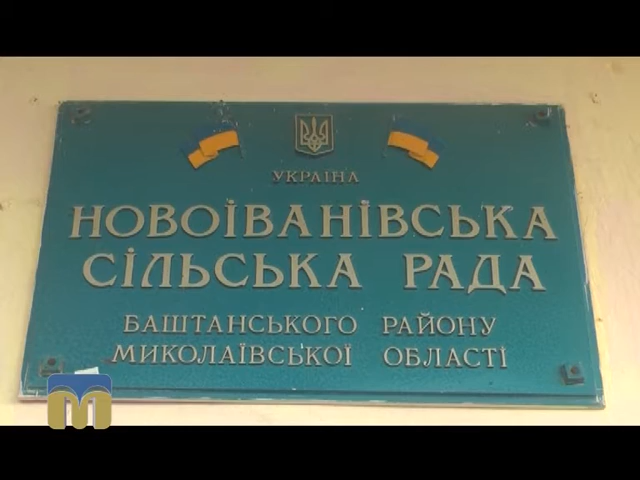 УКРАЇНА
НОВОІВАНІВСЬКА
СІЛЬСЬКА РАДА
БАШТАНСЬКОГО РАЙОНУ
МИКОЛАЇВСЬКОЇ ОБЛАСТІ